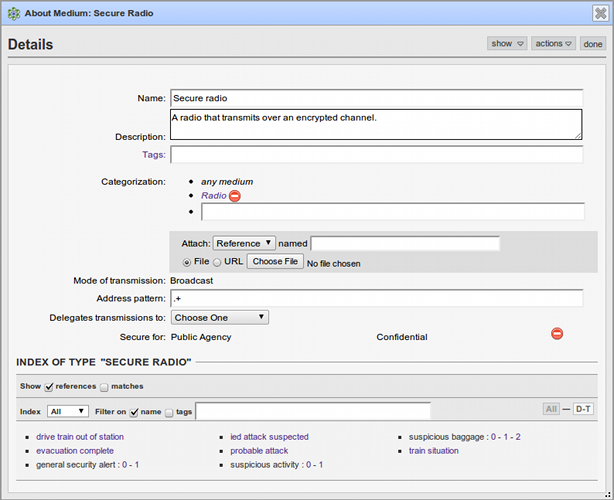 About Medium: Secure Radio
Details
show
actions
done
Name: Secure radio
Description: A radio that transmits over an encrypted channel.
Tags:
Categorization:
any medium
Radio
Attach: Reference named
File URL Choose File No file chosen
Mode of transmission: Broadcast
Address pattern: .+
Delegates transmissions to: Choose One
Secure for: Public Agency Confidential
INDEX OF TYPE "SECURE RADIO"
Show references matches
Index All Filter on name tags All — D-T
drive train out of station ied attack suspected suspicious baggage : 0 - 1 - 2
evacuation complete probable attack train situation
general security alert : 0 - 1 suspicious activity : 0 - 1